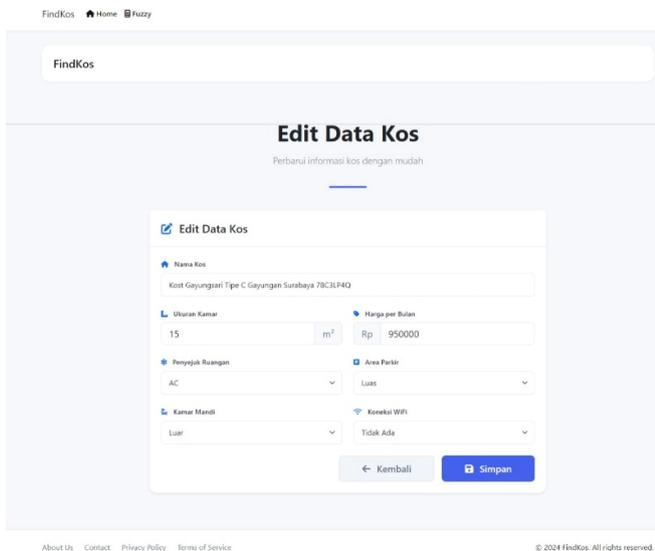 FindKos Home Fuzzy
FindKos
Edit Data Kos
Perbarui informasi kos dengan mudah
Edit Data Kos
Nama Kos
Kost Gayungsari Tipe C Gayungan Surabaya 78C3LP4Q
Ukuran Kamar Harga per Bulan
15 m² Rp 950000
Penyejuk Ruangan Area Parkir
AC Luas
Kamar Mandi Koneksi WiFi
Luar Tidak Ada
← Kembali Simpan
About Us Contact Privacy Policy Terms of Service © 2024 FindKos. All rights reserved.